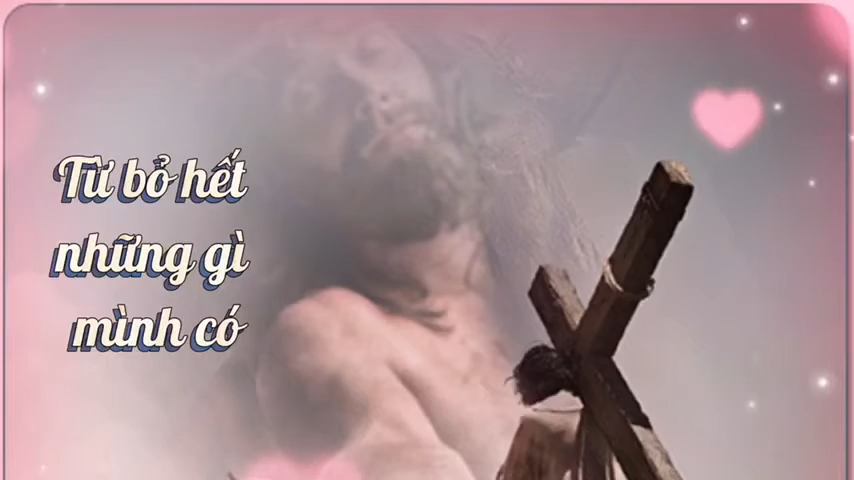 Từ bỏ hết
những gì
mình có